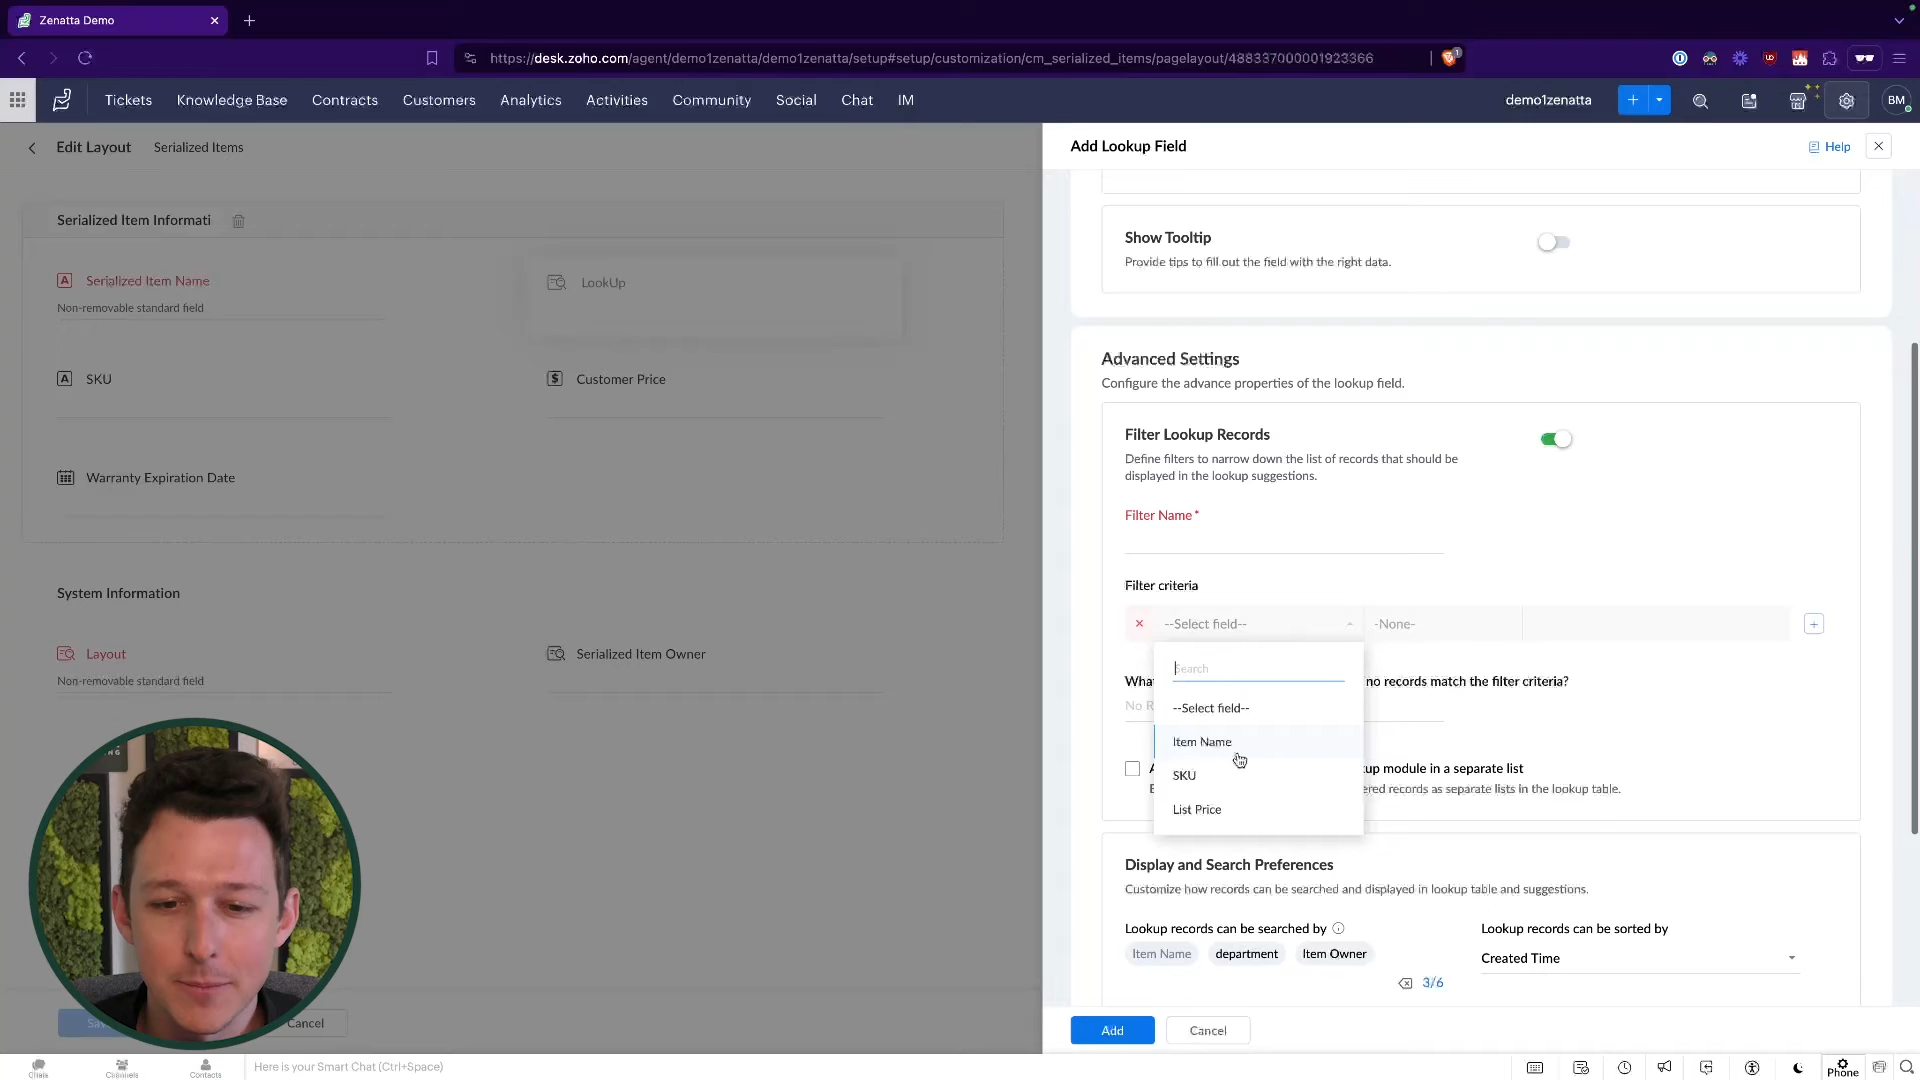 Zenatta Demo
https://desk.zoho.com/agent/demo1zenatta/demo1zenatta/setup#setup/customization/cm_serialized_items/pagelayout/488337000001923366
1
Tickets Knowledge Base Contracts Customers Analytics Activities Community Social Chat IM
demo1zenatta
BM
Edit Layout Serialized Items
Add Lookup Field
Help
Serialized Item Informati
Show Tooltip
Provide tips to fill out the field with the right data.
Serialized Item Name
Non-removable standard field
LookUp
SKU
Customer Price
Warranty Expiration Date
System Information
Layout
Non-removable standard field
Serialized Item Owner
Cancel
Advanced Settings
Configure the advance properties of the lookup field.
Filter Lookup Records
Define filters to narrow down the list of records that should be
displayed in the lookup suggestions.
Filter Name*
Filter criteria
--Select field-- -None-
Search
--Select field--
Item Name
SKU
List Price
no records match the filter criteria?
module in a separate list
records as separate lists in the lookup table.
Display and Search Preferences
Customize how records can be searched and displayed in lookup table and suggestions.
Lookup records can be searched by
Item Name department Item Owner
3/6
Lookup records can be sorted by
Created Time
Add Cancel
Chats Channels Contacts
Here is your Smart Chat (Ctrl+Space)
Phone